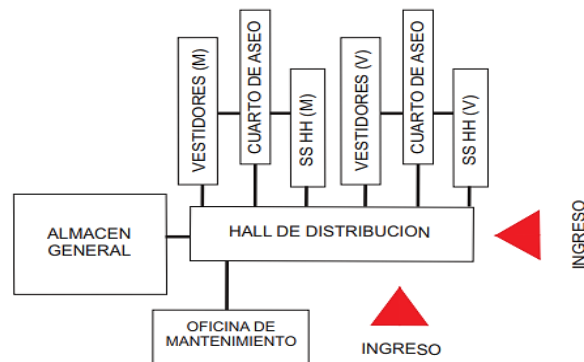 VESTIDORES (M)
CUARTO DE ASEO
SS HH (M)
VESTIDORES (V)
CUARTO DE ASEO
SS HH (V)
ALMACEN
GENERAL
HALL DE DISTRIBUCION
INGRESO
OFICINA DE
MANTENIMIENTO
INGRESO